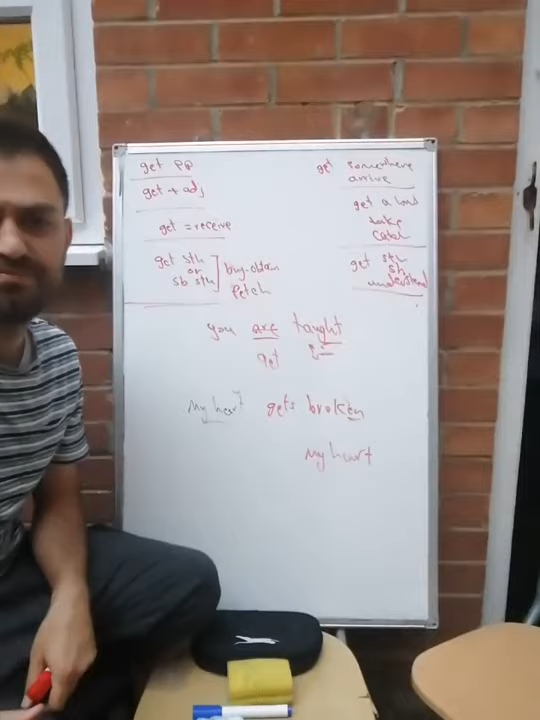 get PP
get + adj
get = receive
get sth
or
sb sth
buy-obtain
fetch
get somewhere
arrive
get a
take
catch
get sth
sb
understand
you are taught
get
my heart gets broken
my heart